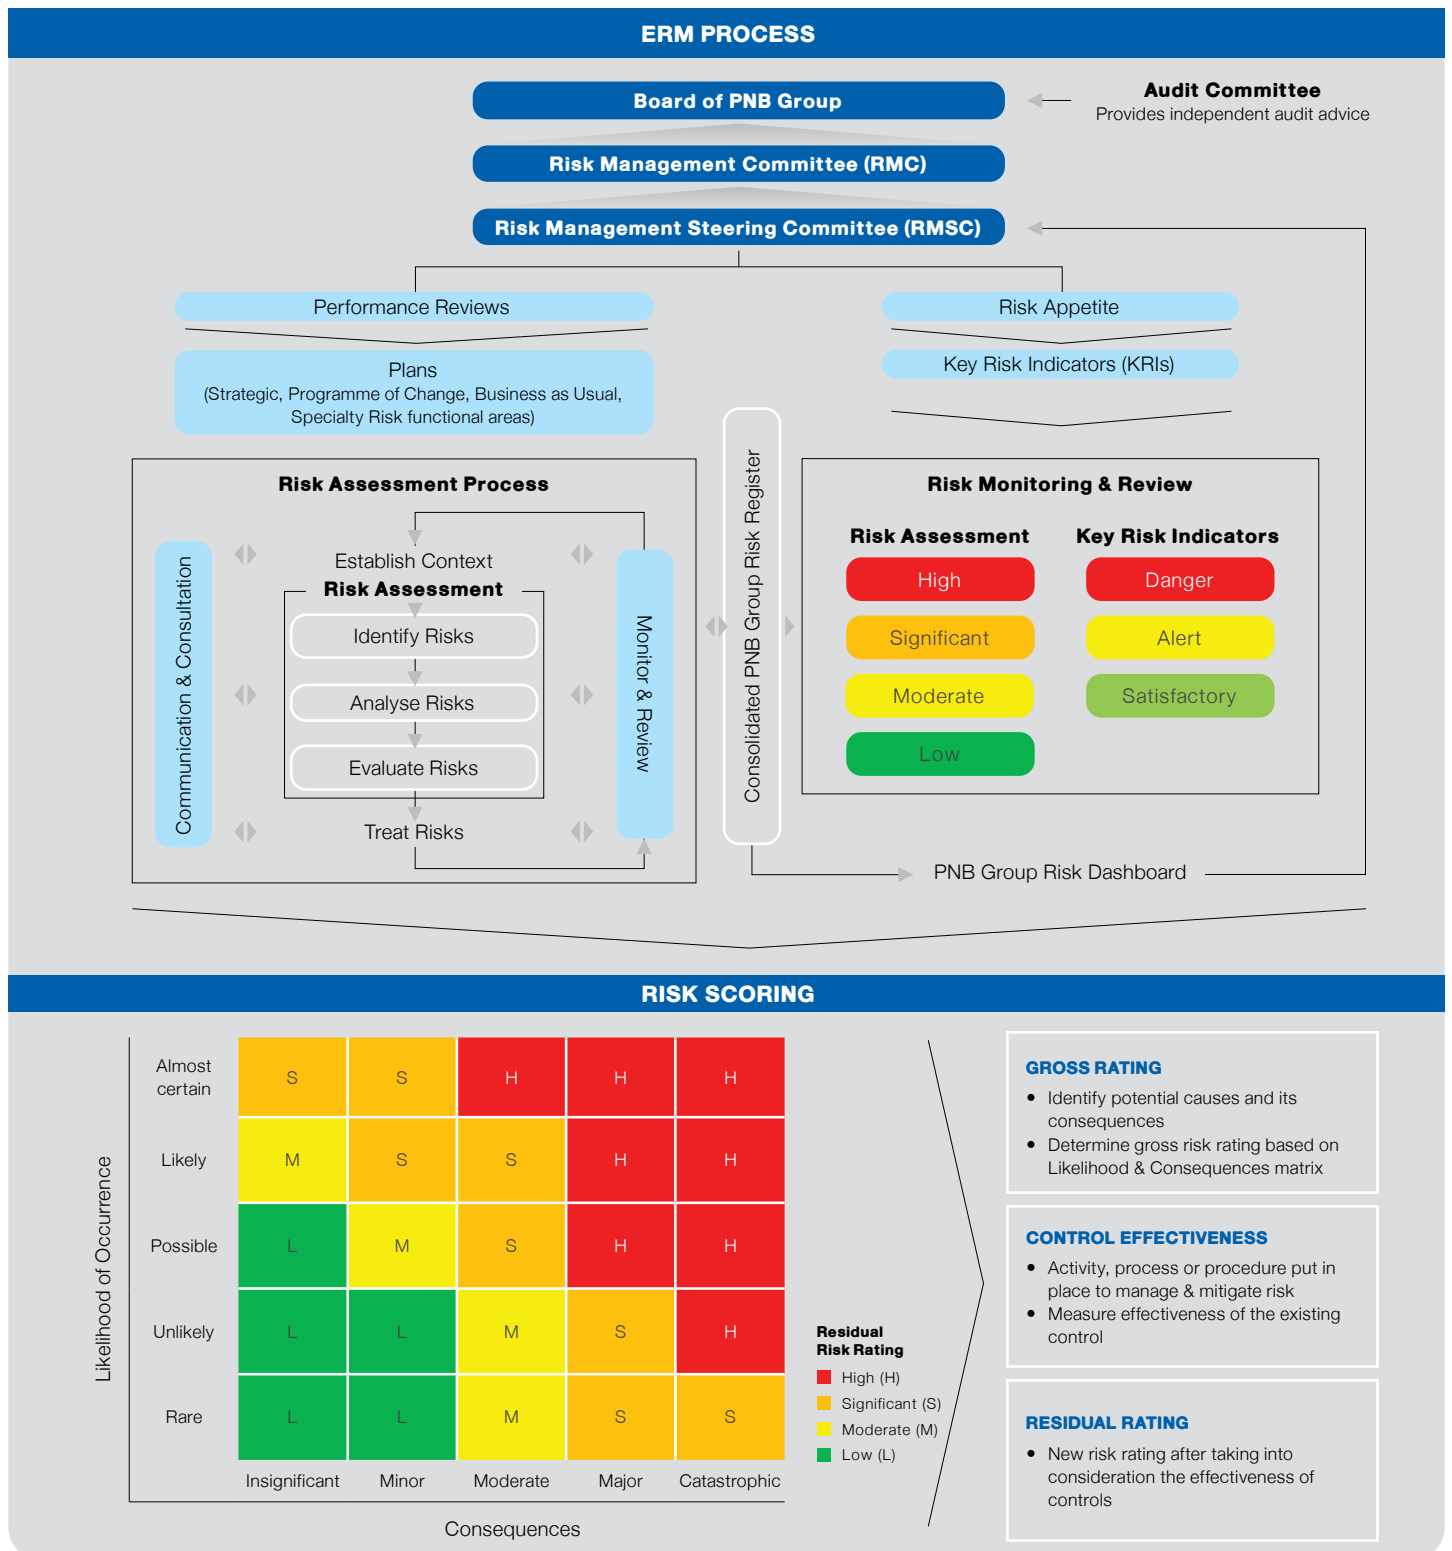 ERM PROCESS
Board of PNB Group
Audit Committee
Provides independent audit advice
Risk Management Committee (RMC)
Risk Management Steering Committee (RMSC)
Performance Reviews
Risk Appetite
Plans
(Strategic, Programme of Change, Business as Usual,
Specialty Risk functional areas)
Key Risk Indicators (KRIs)
Risk Assessment Process
Communication & Consultation
Establish Context
Risk Assessment
Identify Risks
Analyse Risks
Evaluate Risks
Treat Risks
Monitor & Review
Consolidated PNB Group Risk Register
Risk Monitoring & Review
Risk Assessment
High
Significant
Moderate
Low
Key Risk Indicators
Danger
Alert
Satisfactory
PNB Group Risk Dashboard
RISK SCORING
Likelihood of Occurrence
Almost
certain
S S H H H
Likely M S S H H
Possible L M S H H
Unlikely L L M S H
Rare L L M S S
Insignificant Minor Moderate Major Catastrophic
Consequences
Residual
Risk Rating
High (H)
Significant (S)
Moderate (M)
Low (L)
GROSS RATING
• Identify potential causes and its
consequences
• Determine gross risk rating based on
Likelihood & Consequences matrix
CONTROL EFFECTIVENESS
• Activity, process or procedure put in
place to manage & mitigate risk
• Measure effectiveness of the existing
control
RESIDUAL RATING
• New risk rating after taking into
consideration the effectiveness of
controls